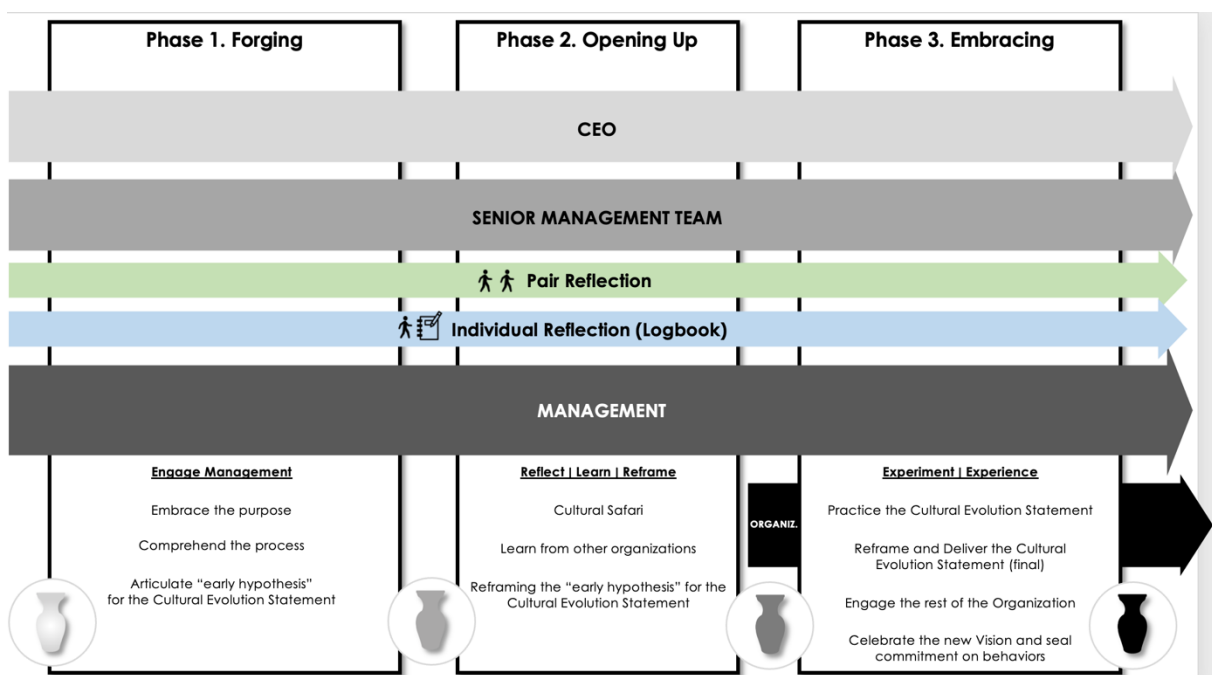 Phase 1. Forging
Phase 2. Opening Up
Phase 3. Embracing
CEO
SENIOR MANAGEMENT TEAM
Pair Reflection
Individual Reflection (Logbook)
MANAGEMENT
Engage Management
Embrace the purpose
Comprehend the process
Articulate “early hypothesis”
for the Cultural Evolution Statement
Reflect | Learn | Reframe
Cultural Safari
Learn from other organizations
Reframing the “early hypothesis” for the
Cultural Evolution Statement
ORGANIZ.
Experiment | Experience
Practice the Cultural Evolution Statement
Reframe and Deliver the Cultural
Evolution Statement (final)
Engage the rest of the Organization
Celebrate the new Vision and seal
commitment on behaviors